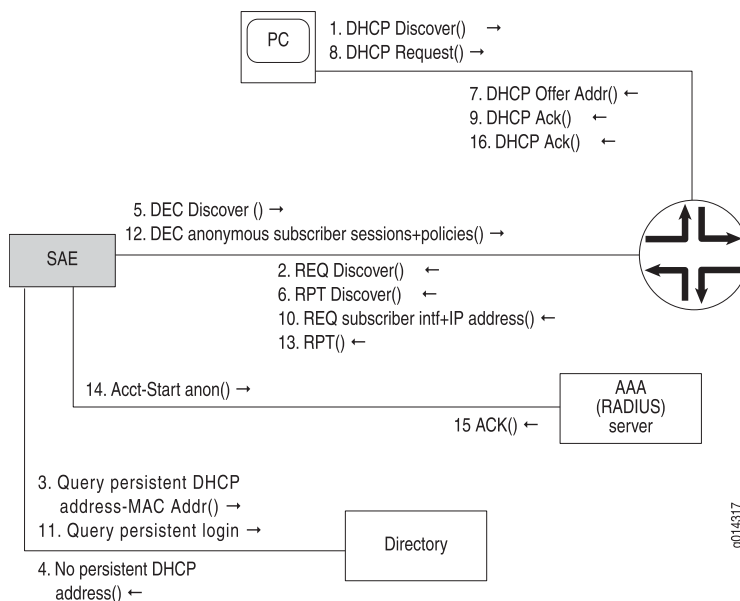 PC
1. DHCP Discover() →
8. DHCP Request() →
7. DHCP Offer Addr() ←
9. DHCP Ack() ←
16. DHCP Ack() ←
5. DEC Discover () →
12. DEC anonymous subscriber sessions+policies() →
SAE
2. REQ Discover() ←
6. RPT Discover() ←
10. REQ subscriber intf+IP address() ←
13. RPT() ←
14. Acct-Start anon() →
AAA
(RADIUS)
server
15 ACK() ←
3. Query persistent DHCP
address-MAC Addr() →
11. Query persistent login →
Directory
4. No persistent DHCP
address() ←
g014317